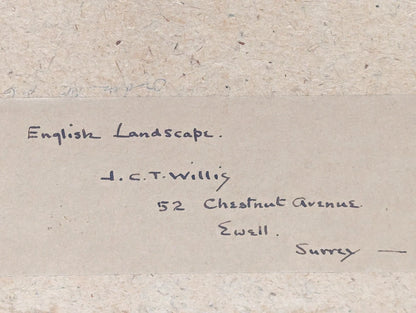 English Landscape.
J. C. T. Willis
52 Chestnut Avenue
Ewell.
Surrey —